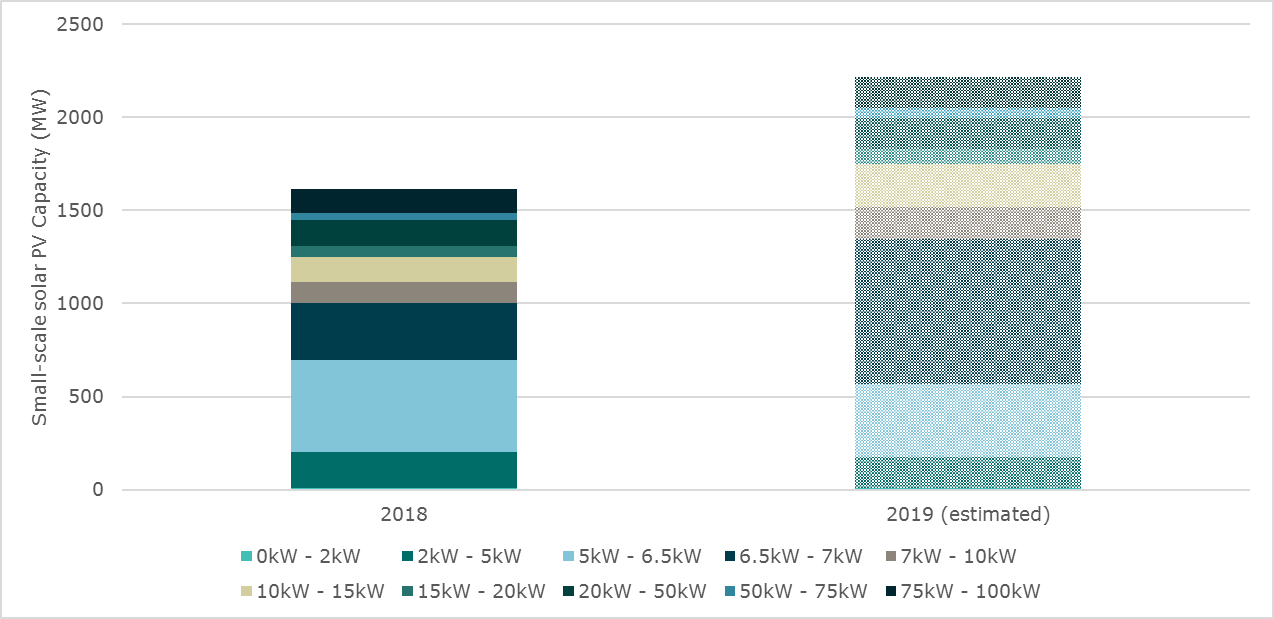 2500
2000
1500
1000
500
0
Small-scale solar PV Capacity (MW)
2018 2019 (estimated)
0kW - 2kW 2kW - 5kW 5kW - 6.5kW 6.5kW - 7kW 7kW - 10kW
10kW - 15kW 15kW - 20kW 20kW - 50kW 50kW - 75kW 75kW - 100kW